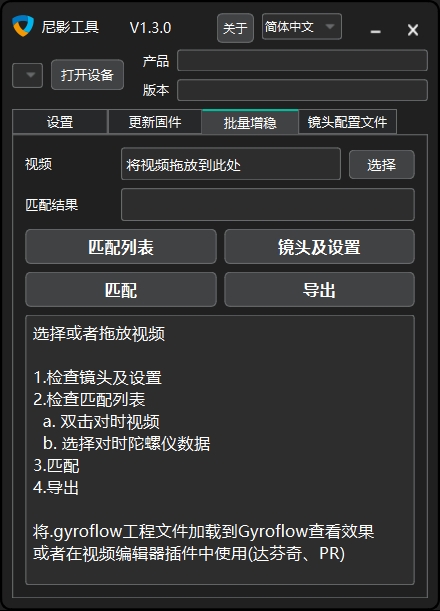 尼影工具 V1.3.0 关于 简体中文
产品
打开设备
版本
设置 更新固件 批量增稳 镜头配置文件
视频 将视频拖放到此处 选择
匹配结果
匹配列表 镜头及设置
匹配 导出
选择或者拖放视频
1.检查镜头及设置
2.检查匹配列表
a. 双击对时视频
b. 选择对时陀螺仪数据
3.匹配
4.导出
将.gyroflow工程文件加载到Gyroflow查看效果
或者在视频编辑器插件中使用(达芬奇、PR)